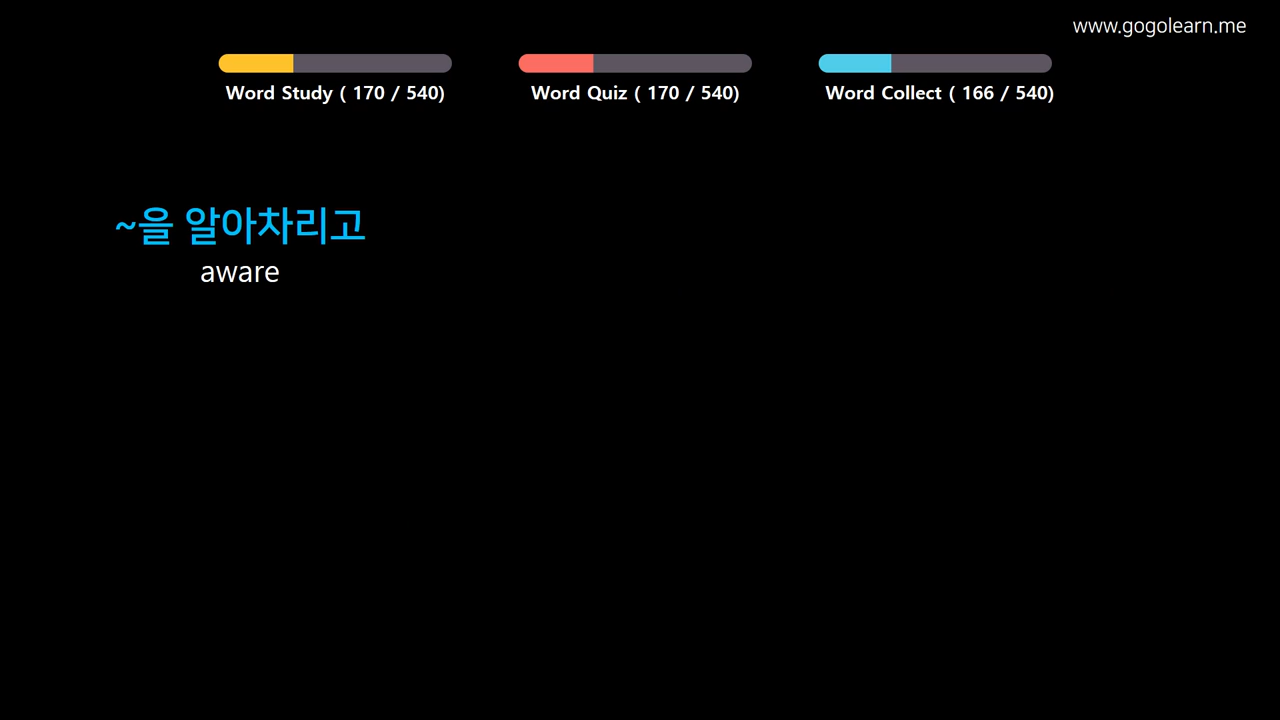 www.gogolearn.me
Word Study ( 170 / 540)
Word Quiz ( 170 / 540)
Word Collect ( 166 / 540)
~을 알아차리고
aware